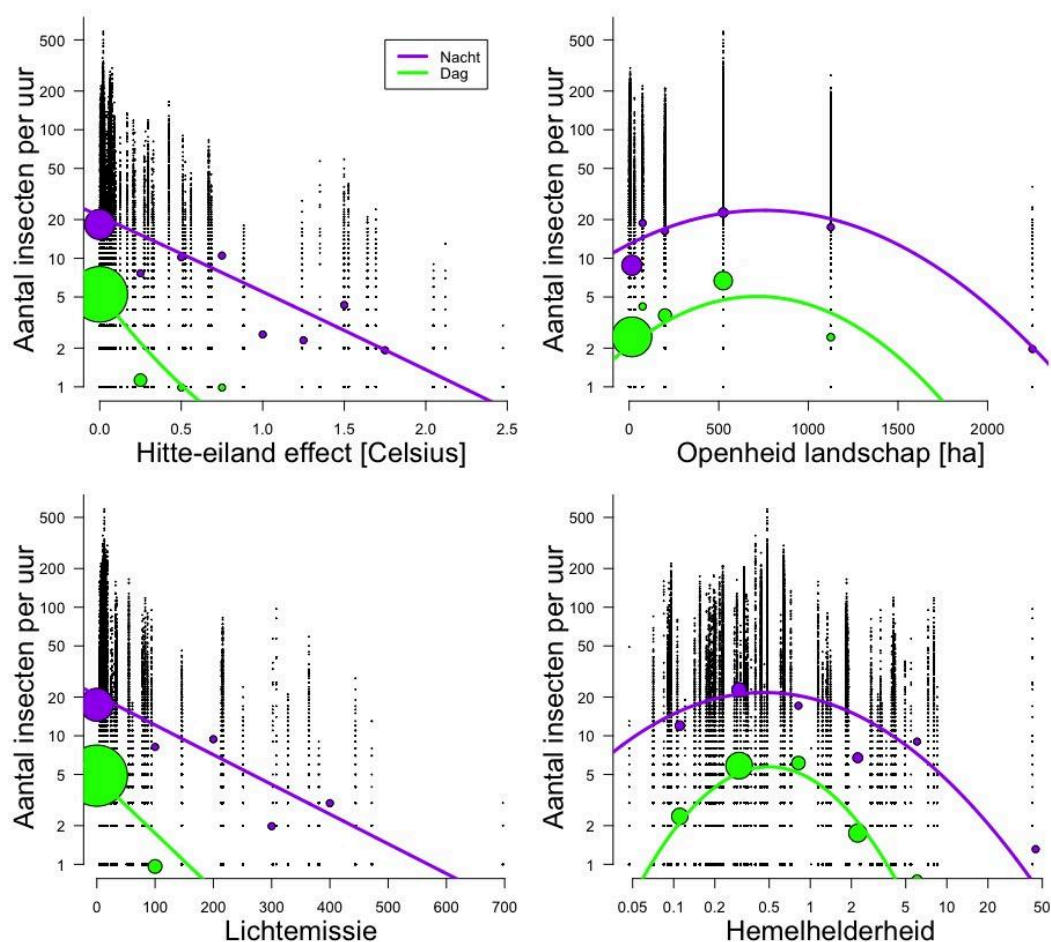 Aantal insecten per uur
500
200
100
50
20
10
5
2
1
Nacht
Dag
0.0 0.5 1.0 1.5 2.0 2.5
Hitte-eiland effect [Celsius]
Aantal insecten per uur
500
200
100
50
20
10
5
2
1
0 500 1000 1500 2000
Openheid landschap [ha]
Aantal insecten per uur
500
200
100
50
20
10
5
2
1
0 100 200 300 400 500 600 700
Lichtemissie
Aantal insecten per uur
500
200
100
50
20
10
5
2
1
0.05 0.1 0.2 0.5 1 2 5 10 20 50
Hemelhelderheid